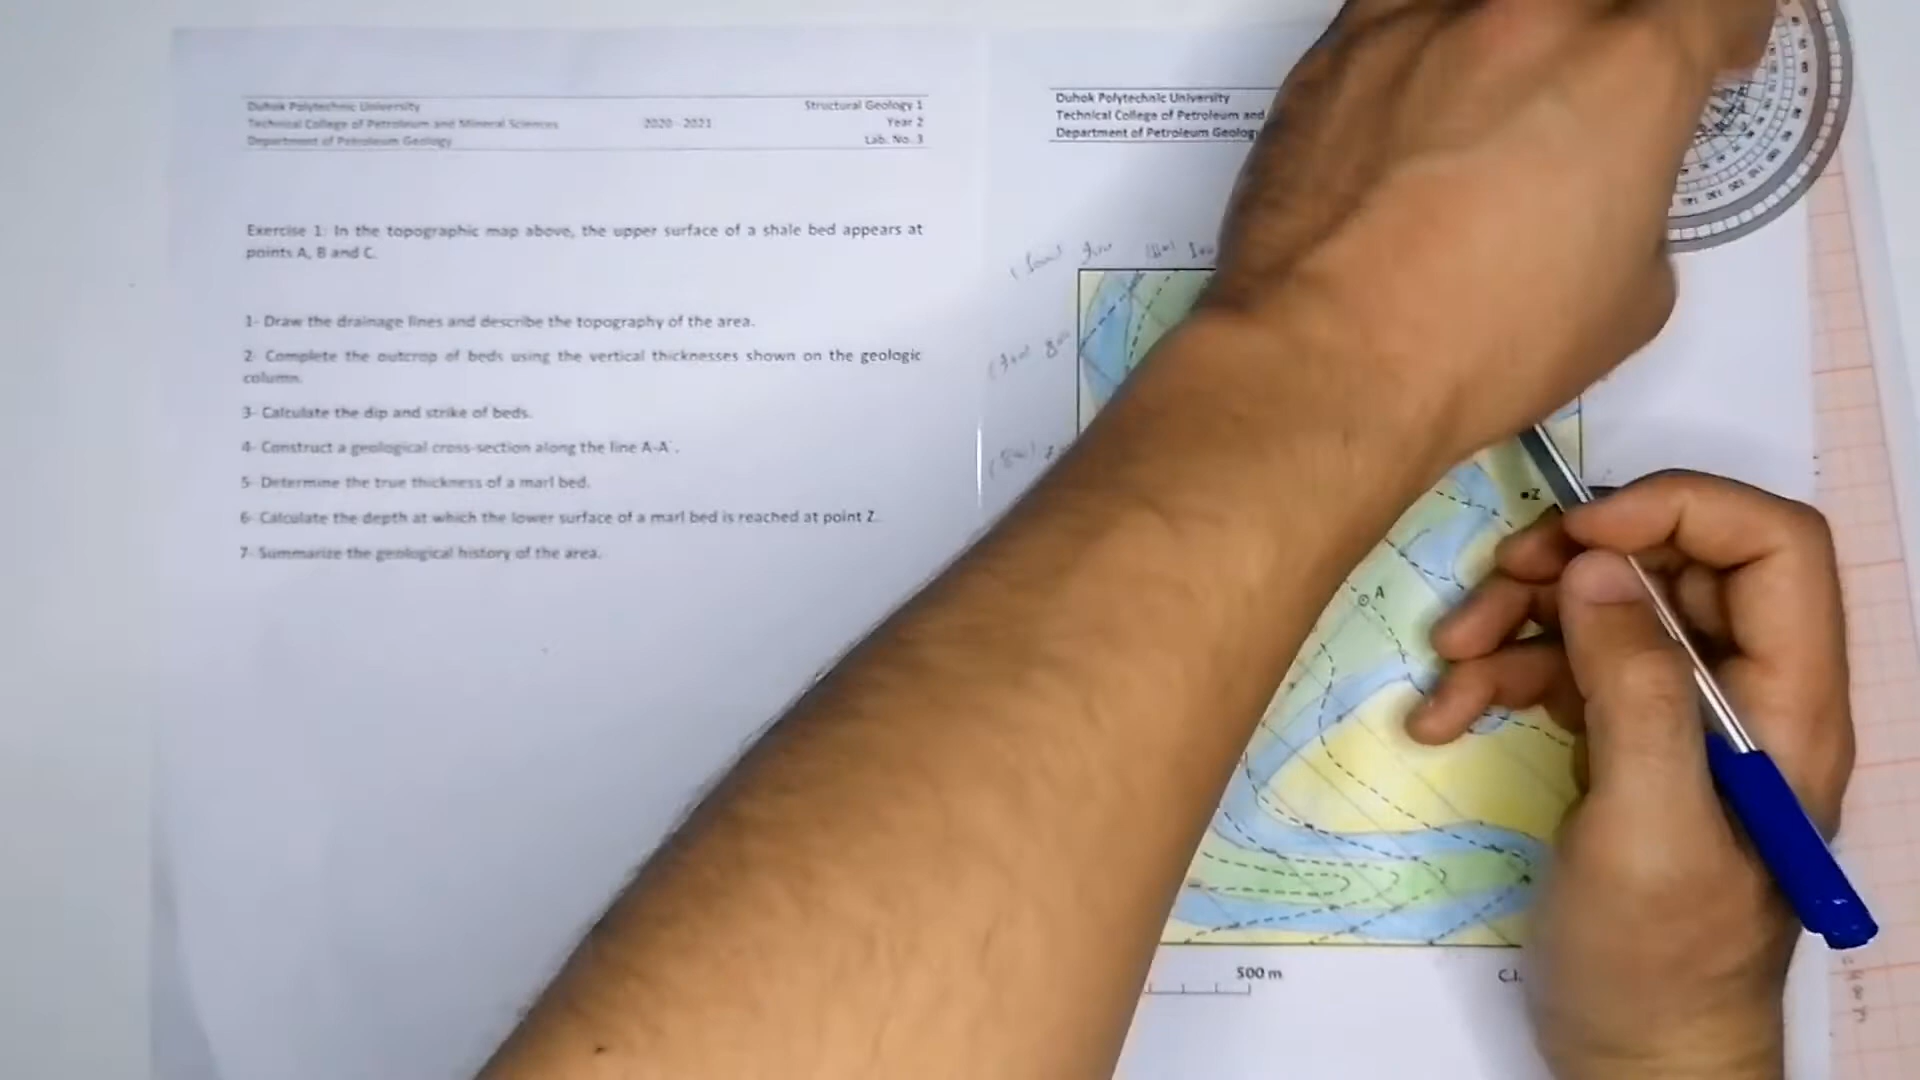 Duhok Polytechnic University
Technical College of Petroleum and Mineral Sciences
Department of Petroleum Geology
2020 - 2021
Structural Geology 1
Year 2
Lab. No. 3
Exercise 1: In the topographic map above, the upper surface of a shale bed appears at
points A, B and C.
1- Draw the drainage lines and describe the topography of the area.
2- Complete the outcrop of beds using the vertical thicknesses shown on the geologic
column.
3- Calculate the dip and strike of beds.
4- Construct a geological cross-section along the line A-A'.
5- Determine the true thickness of a marl bed.
6- Calculate the depth at which the lower surface of a marl bed is reached at point Z.
7- Summarize the geological history of the area.
Duhok Polytechnic University
Technical College of Petroleum and
Department of Petroleum Geolog
Z
A
500 m
C.I.